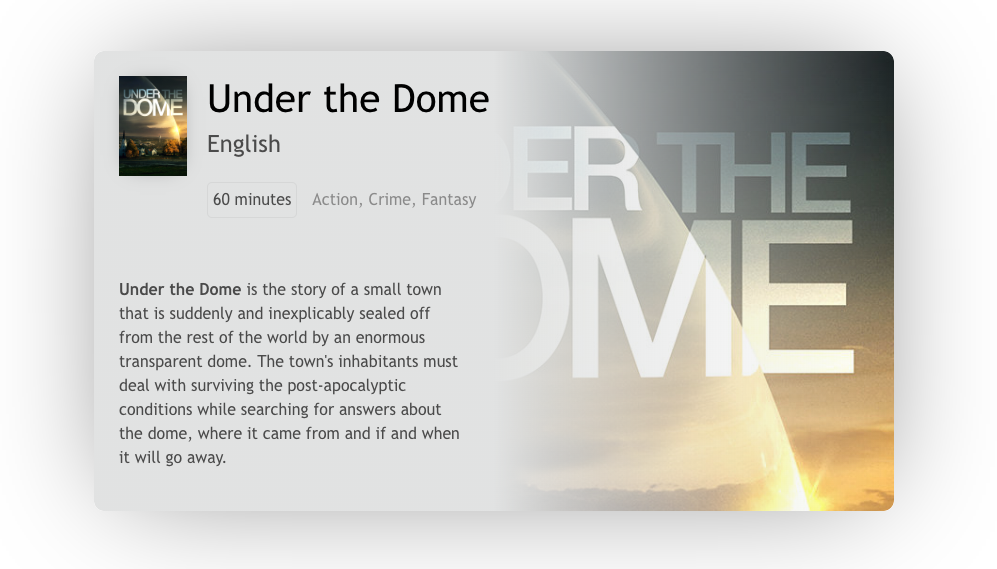 UNDER THE
DOME
Under the Dome
English
60 minutes Action, Crime, Fantasy
Under the Dome is the story of a small town
that is suddenly and inexplicably sealed off
from the rest of the world by an enormous
transparent dome. The town's inhabitants must
deal with surviving the post-apocalyptic
conditions while searching for answers about
the dome, where it came from and if and when
it will go away.
ER THE
DOME